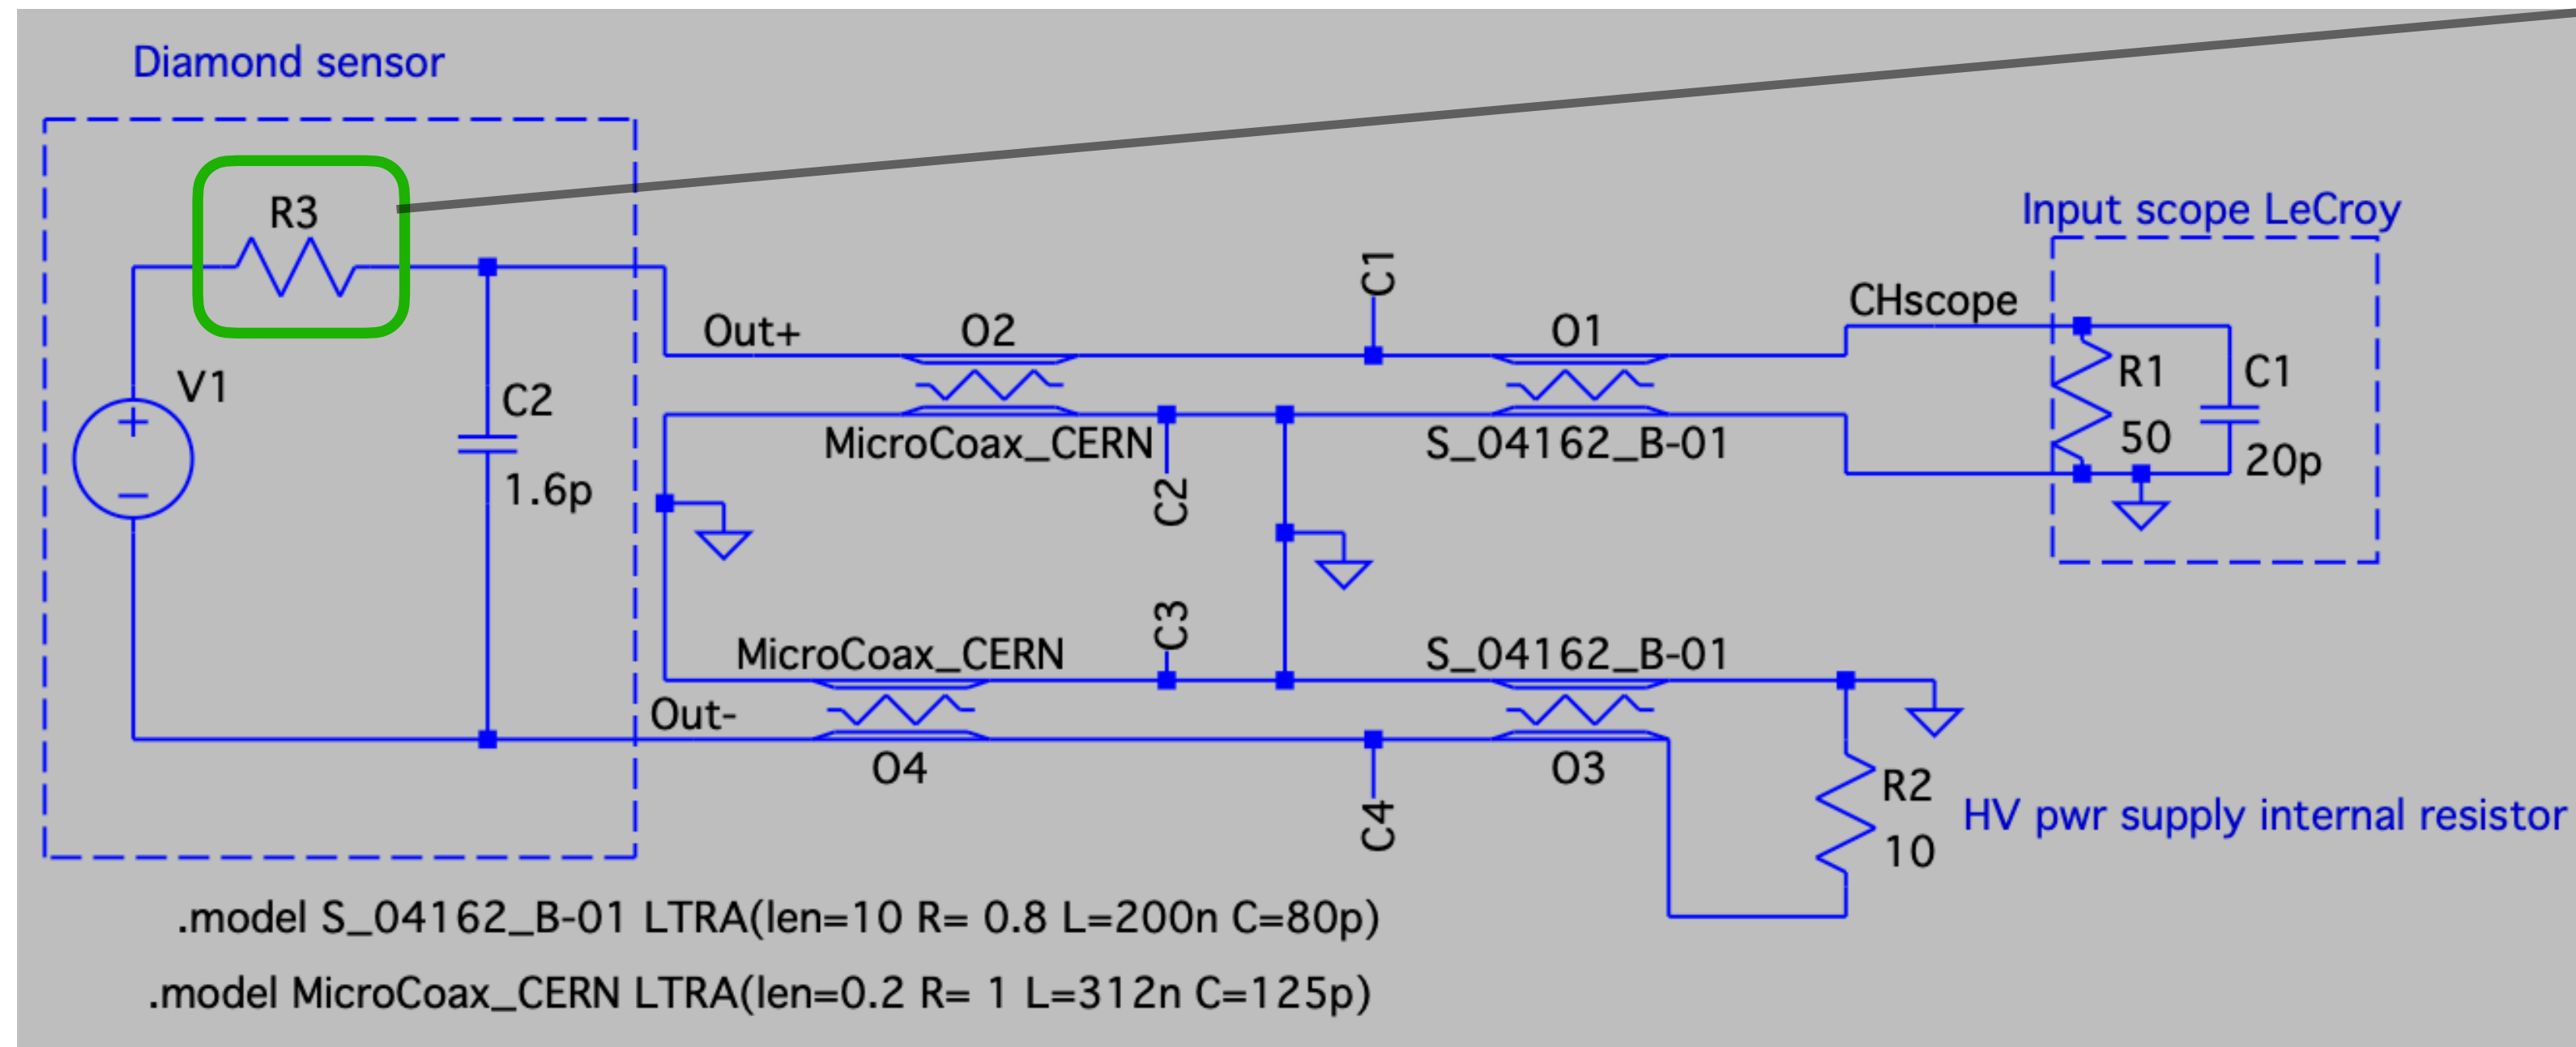 Diamond sensor
R3
V1
C2
1.6p
Out+
O2
MicroCoax_CERN
C1
O1
S_04162_B-01
CHscope
Input scope LeCroy
R1
50
C1
20p
C2
C3
MicroCoax_CERN
Out-
O4
S_04162_B-01
O3
C4
R2
10
HV pwr supply internal resistor
.model S_04162_B-01 LTRA(len=10 R= 0.8 L=200n C=80p)
.model MicroCoax_CERN LTRA(len=0.2 R= 1 L=312n C=125p)